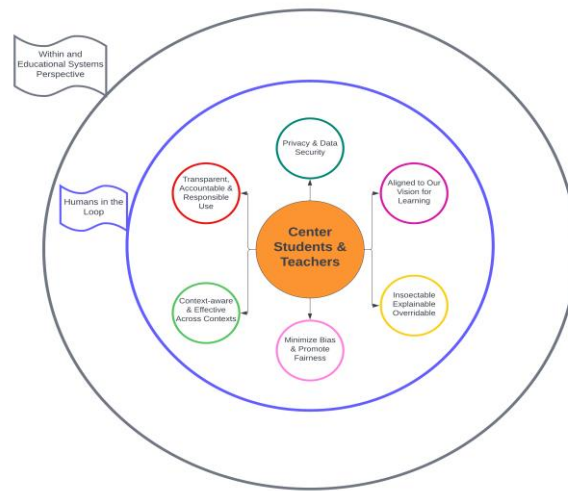 Within and
Educational Systems
Perspective
Privacy & Data
Security
Transparent,
Accountable &
Responsible
Use
Aligned to Our
Vision for
Learning
Humans in the
Loop
Center
Students &
Teachers
Context-aware
& Effective
Across Contexts
Insoectable
Explainable
Overridable
Minimize Bias
& Promote
Fairness